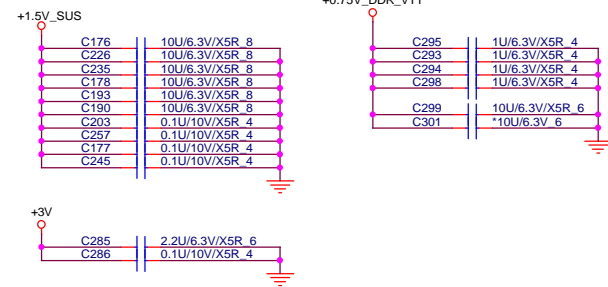 +1.5V_SUS
C176 10U/6.3V/X5R_8
C226 10U/6.3V/X5R_8
C235 10U/6.3V/X5R_8
C178 10U/6.3V/X5R_8
C193 10U/6.3V/X5R_8
C190 10U/6.3V/X5R_8
C203 0.1U/10V/X5R_4
C257 0.1U/10V/X5R_4
C177 0.1U/10V/X5R_4
C245 0.1U/10V/X5R_4
+0.75V_DDR_VTT
C295 1U/6.3V/X5R_4
C293 1U/6.3V/X5R_4
C294 1U/6.3V/X5R_4
C298 1U/6.3V/X5R_4
C299 10U/6.3V/X5R_6
C301 *10U/6.3V_6
+3V
C285 2.2U/6.3V/X5R_6
C286 0.1U/10V/X5R_4